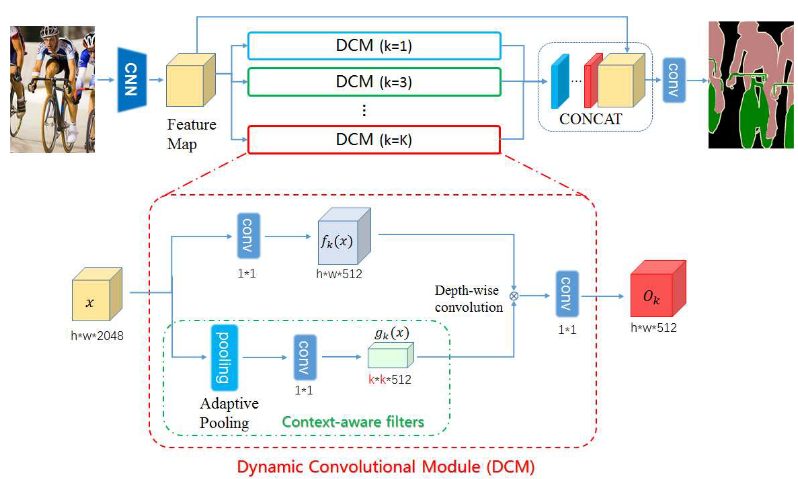 CNN
Feature
Map
DCM (k=1)
DCM (k=3)
⋮
DCM (k=K)
...
CONCAT
conv
x
h*w*2048
conv
1*1
f_k(x)
h*w*512
pooling
Adaptive
Pooling
conv
1*1
g_k(x)
k*k*512
Context-aware filters
Depth-wise
convolution
⊗
conv
1*1
O_k
h*w*512
Dynamic Convolutional Module (DCM)